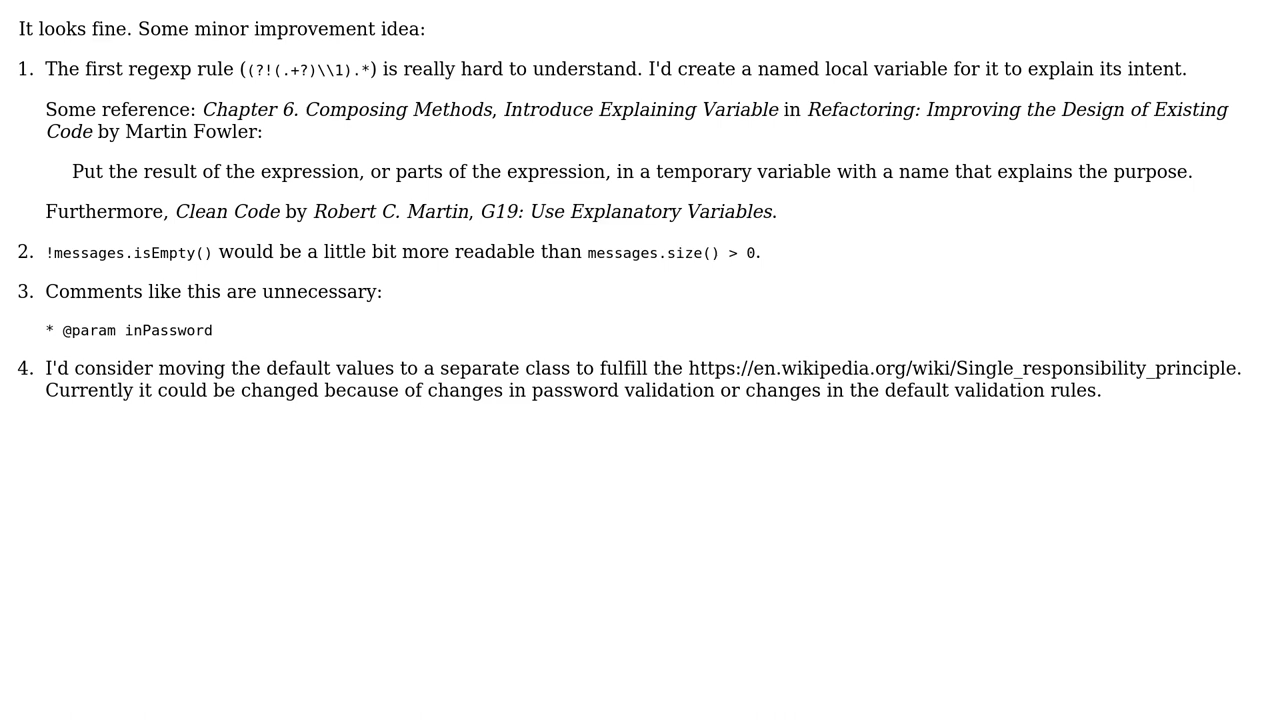 It looks fine. Some minor improvement idea:
1. The first regexp rule ((?!(.+?)\\1).*) is really hard to understand. I'd create a named local variable for it to explain its intent.
Some reference: Chapter 6. Composing Methods, Introduce Explaining Variable in Refactoring: Improving the Design of Existing
Code by Martin Fowler:
Put the result of the expression, or parts of the expression, in a temporary variable with a name that explains the purpose.
Furthermore, Clean Code by Robert C. Martin, G19: Use Explanatory Variables.
2. !messages.isEmpty() would be a little bit more readable than messages.size() > 0.
3. Comments like this are unnecessary:
* @param inPassword
4. I'd consider moving the default values to a separate class to fulfill the https://en.wikipedia.org/wiki/Single_responsibility_principle.
Currently it could be changed because of changes in password validation or changes in the default validation rules.